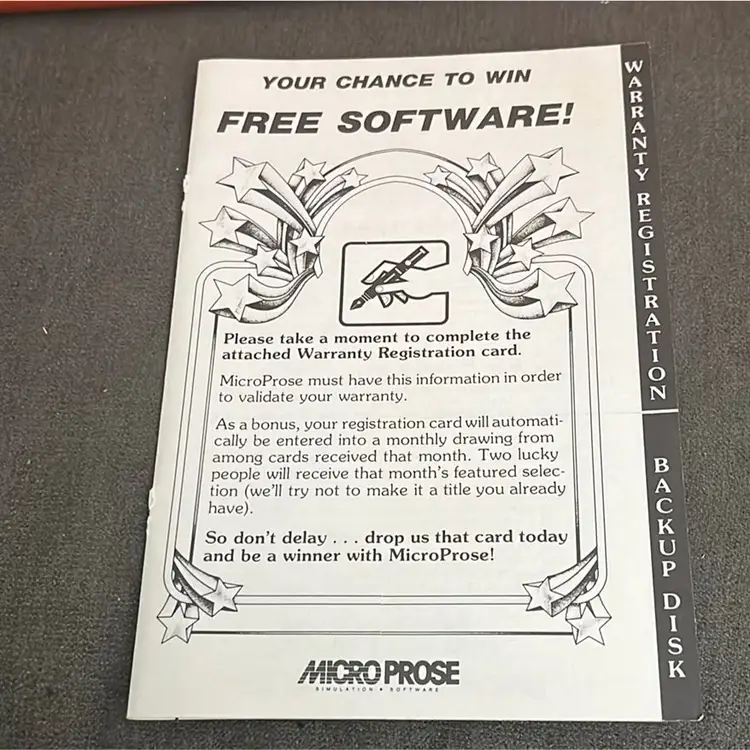 YOUR CHANCE TO WIN
FREE SOFTWARE!
Please take a moment to complete the
attached Warranty Registration card.
MicroProse must have this information in order
to validate your warranty.
As a bonus, your registration card will automati-
cally be entered into a monthly drawing from
among cards received that month. Two lucky
people will receive that month's featured selec-
tion (we'll try not to make it a title you already
have).
So don't delay . . . drop us that card today
and be a winner with MicroProse!
MICROPROSE
SIMULATION • SOFTWARE
WARRANTY REGISTRATION
BACKUP DISK